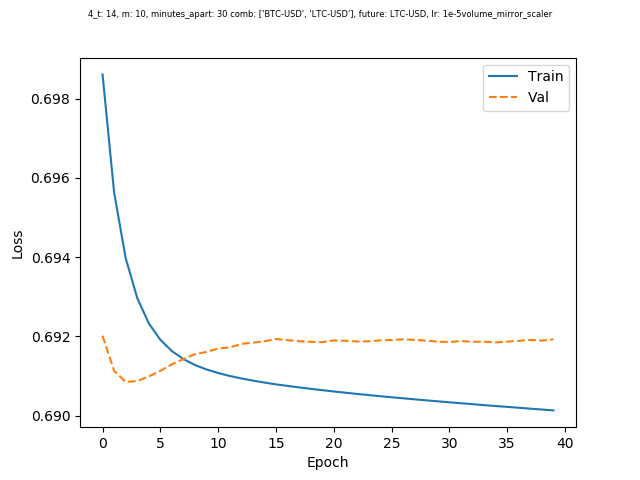 4_t: 14, m: 10, minutes_apart: 30 comb: ['BTC-USD', 'LTC-USD'], future: LTC-USD, lr: 1e-5volume_mirror_scaler
Train
Val
0.698
0.696
0.694
0.692
0.690
Loss
0 5 10 15 20 25 30 35 40
Epoch